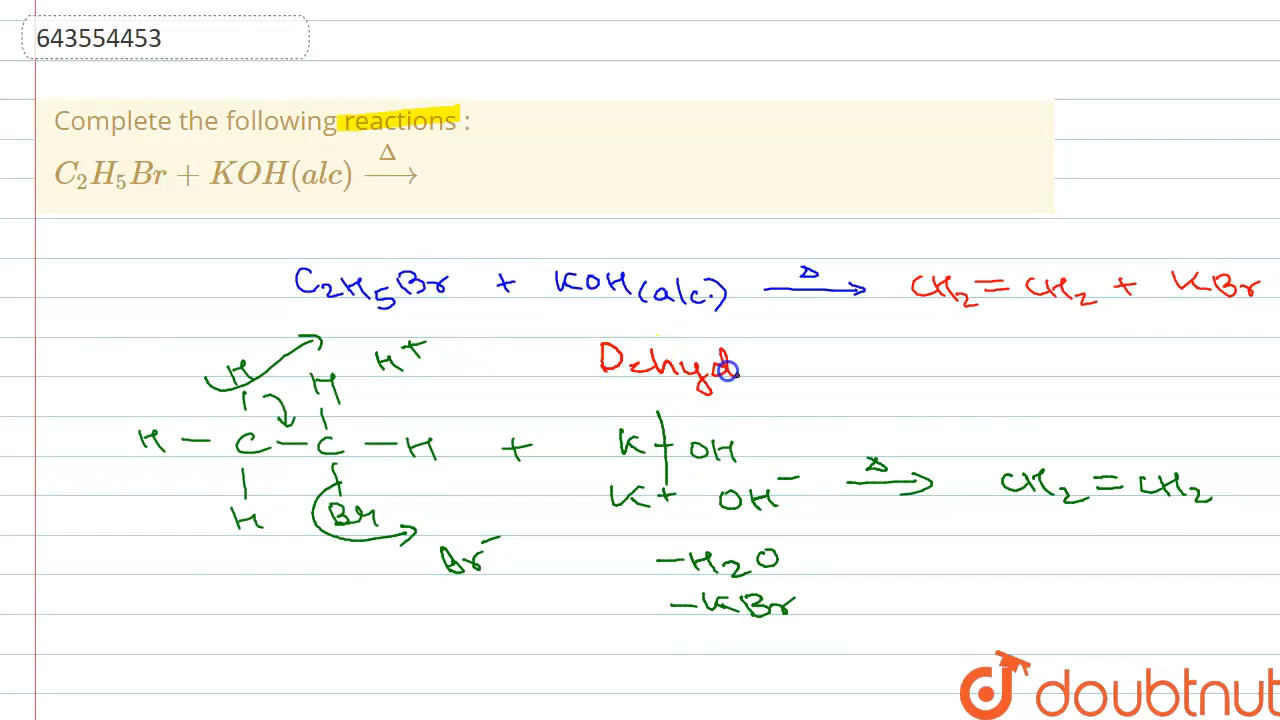 643554453
Complete the following reactions :
C₂H₅Br + KOH(alc) Δ→
C₂H₅Br + KOH(alc.) Δ→ CH₂=CH₂ + KBr
H⁺
Dehyd
H H
H – C – C – H + K OH
K+ OH⁻ Δ→ CH₂=CH₂
H Br
Br⁻
–H₂O
–KBr
doubtnut